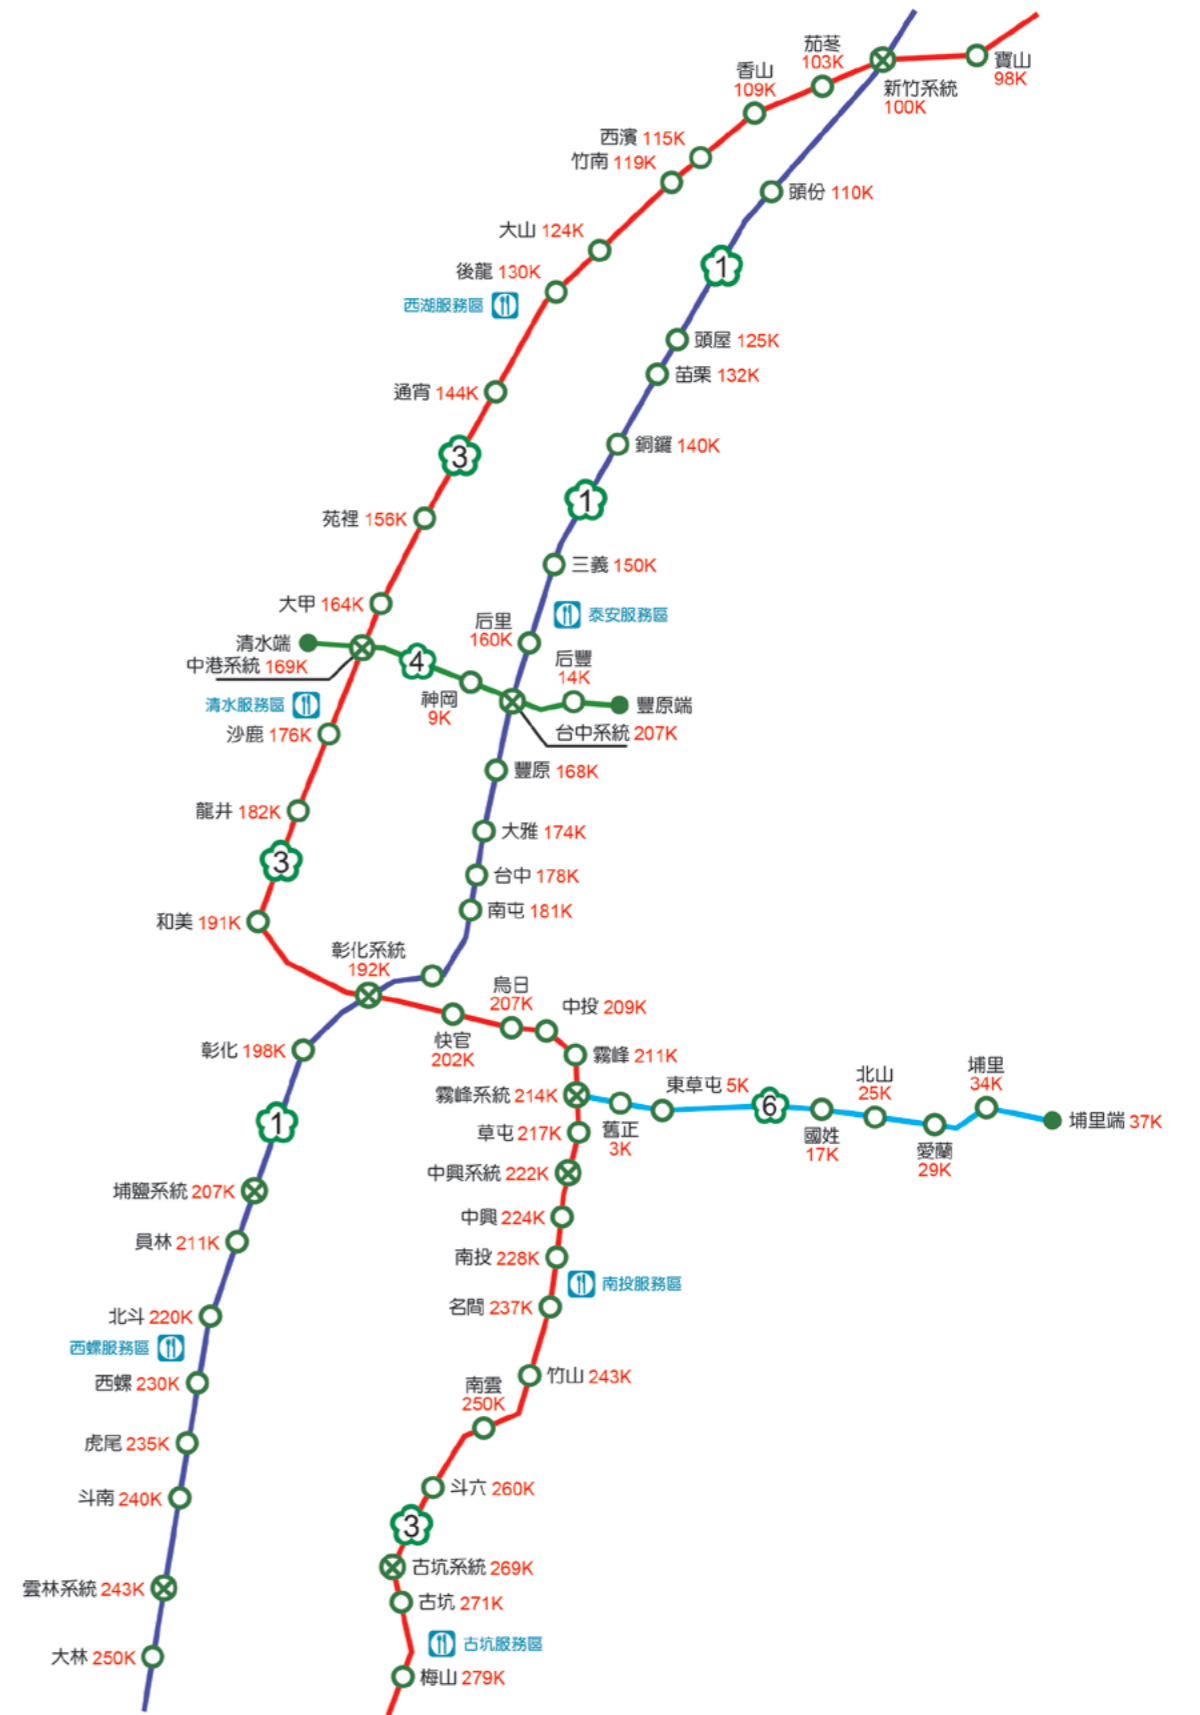 茄苳
103K
寶山
98K
新竹系統
100K
香山
109K
西濱 115K
竹南 119K
頭份 110K
大山 124K
1
後龍 130K
西湖服務區
頭屋 125K
苗栗 132K
通宵 144K
3
銅鑼 140K
1
苑裡 156K
三義 150K
大甲 164K
泰安服務區
后里
160K
清水端
中港系統 169K
4
后豐
14K
神岡
9K
豐原端
清水服務區
台中系統 207K
沙鹿 176K
豐原 168K
龍井 182K
大雅 174K
3
台中 178K
和美 191K
南屯 181K
彰化系統
192K
烏日
207K
中投 209K
快官
202K
彰化 198K
霧峰 211K
霧峰系統 214K
東草屯 5K
6
北山
25K
埔里
34K
埔里端 37K
1
草屯 217K
舊正
3K
國姓
17K
愛蘭
29K
中興系統 222K
埔鹽系統 207K
中興 224K
員林 211K
南投 228K
南投服務區
名間 237K
北斗 220K
西螺服務區
西螺 230K
竹山 243K
南雲
250K
虎尾 235K
斗六 260K
斗南 240K
3
古坑系統 269K
雲林系統 243K
古坑 271K
古坑服務區
大林 250K
梅山 279K